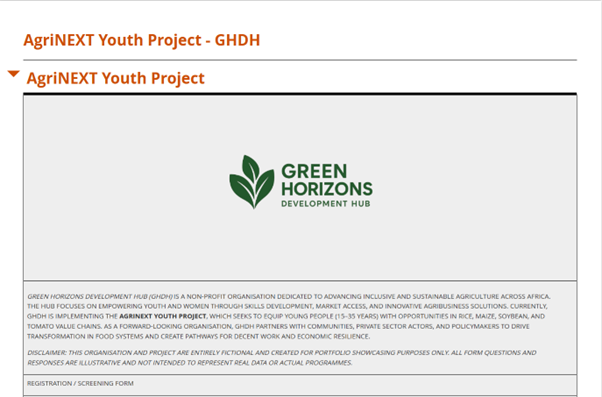 AgriNEXT Youth Project - GHDH
AgriNEXT Youth Project
GREEN
HORIZONS
DEVELOPMENT HUB
GREEN HORIZONS DEVELOPMENT HUB (GHDH) IS A NON-PROFIT ORGANISATION DEDICATED TO ADVANCING INCLUSIVE AND SUSTAINABLE AGRICULTURE ACROSS AFRICA.
THE HUB FOCUSES ON EMPOWERING YOUTH AND WOMEN THROUGH SKILLS DEVELOPMENT, MARKET ACCESS, AND INNOVATIVE AGRIBUSINESS SOLUTIONS. CURRENTLY,
GHDH IS IMPLEMENTING THE AGRINEXT YOUTH PROJECT, WHICH SEEKS TO EQUIP YOUNG PEOPLE (15–35 YEARS) WITH OPPORTUNITIES IN RICE, MAIZE, SOYBEAN, AND
TOMATO VALUE CHAINS. AS A FORWARD-LOOKING ORGANISATION, GHDH PARTNERS WITH COMMUNITIES, PRIVATE SECTOR ACTORS, AND POLICYMAKERS TO DRIVE
TRANSFORMATION IN FOOD SYSTEMS AND CREATE PATHWAYS FOR DECENT WORK AND ECONOMIC RESILIENCE.
DISCLAIMER: THIS ORGANISATION AND PROJECT ARE ENTIRELY FICTIONAL AND CREATED FOR PORTFOLIO SHOWCASING PURPOSES ONLY. ALL FORM QUESTIONS AND
RESPONSES ARE ILLUSTRATIVE AND NOT INTENDED TO REPRESENT REAL DATA OR ACTUAL PROGRAMMES.
REGISTRATION / SCREENING FORM